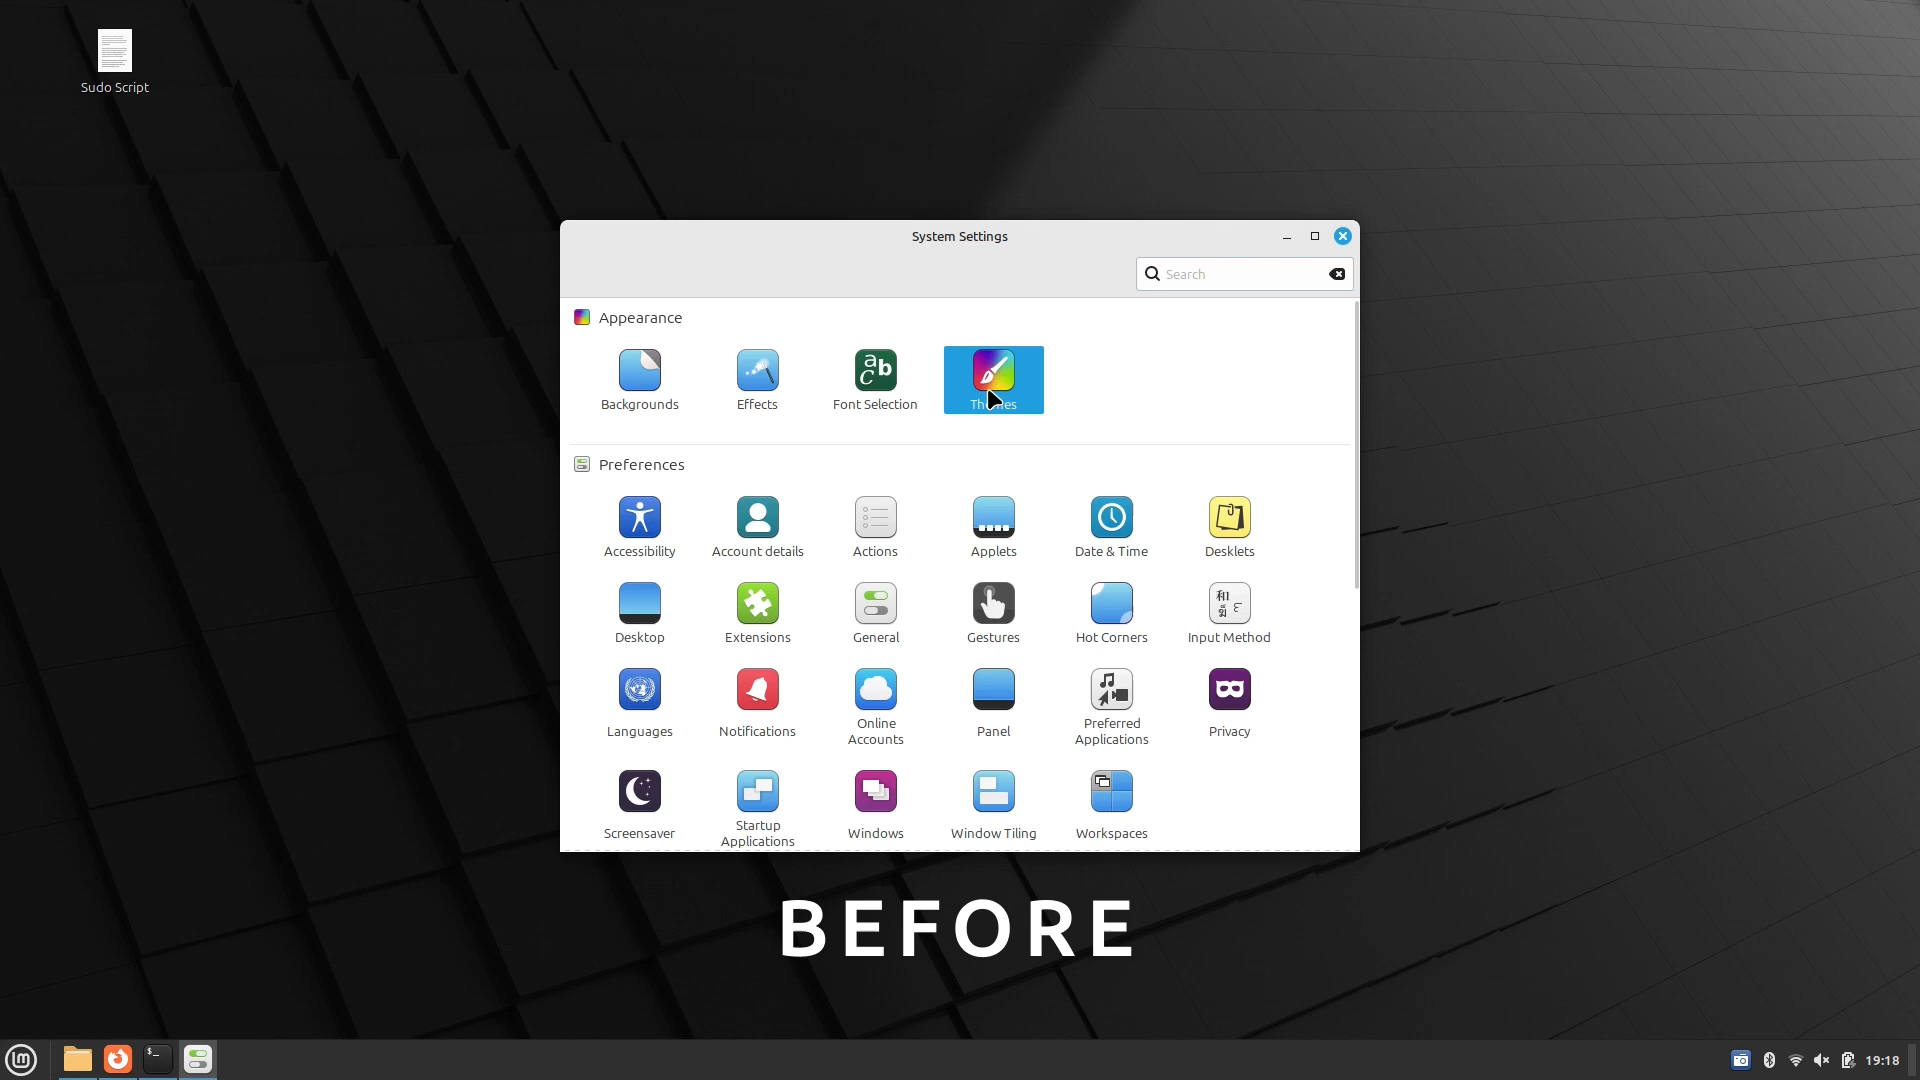 Sudo Script
System Settings
Search
Appearance
Backgrounds
Effects
Font Selection
Preferences
Accessibility
Account details
Actions
Applets
Date & Time
Desklets
Desktop
Extensions
General
Gestures
Hot Corners
Input Method
Languages
Notifications
Online
Accounts
Panel
Preferred
Applications
Privacy
Screensaver
Startup
Applications
Windows
Window Tiling
Workspaces
BEFORE
19:18